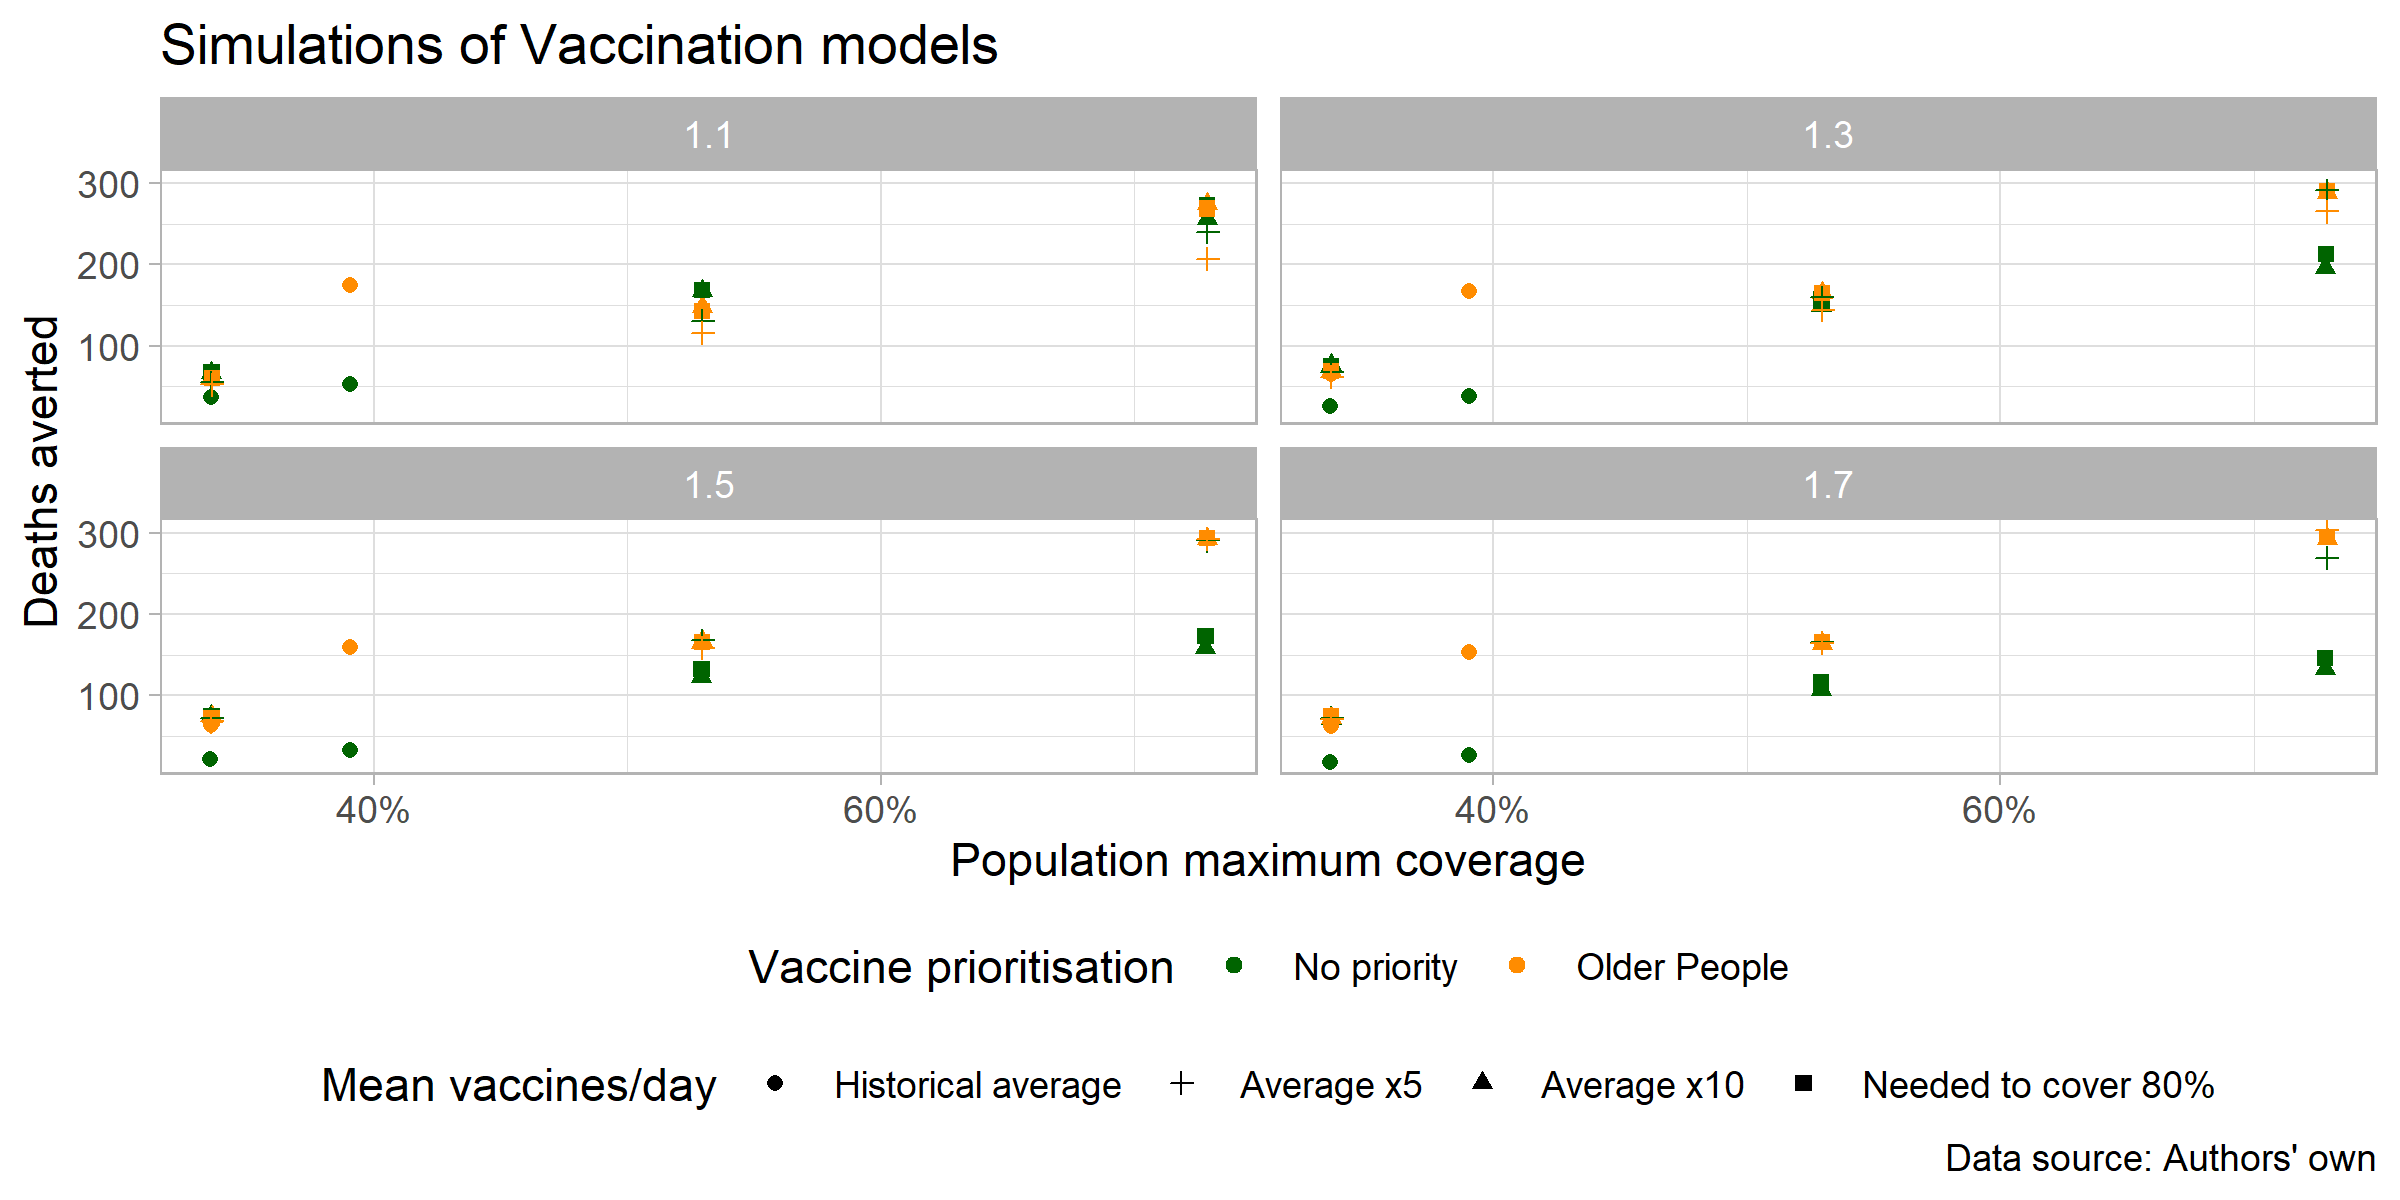 Simulations of Vaccination models
1.1
1.3
300
200
100
1.5
1.7
300
200
100
Deaths averted
40%
60%
40%
60%
Population maximum coverage
Vaccine prioritisation No priority Older People
Mean vaccines/day Historical average Average x5 Average x10 Needed to cover 80%
Data source: Authors' own